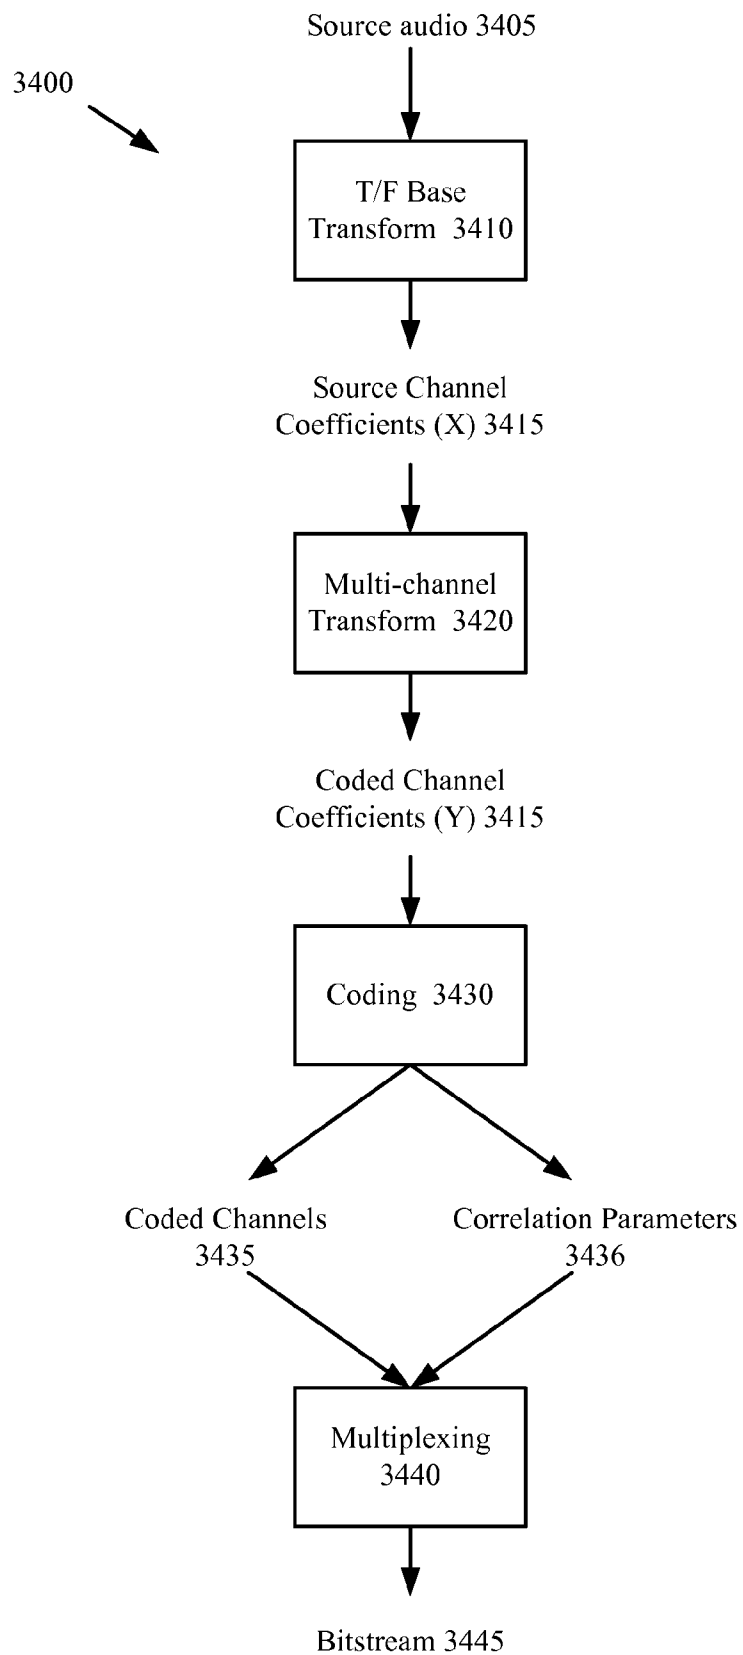 Source audio 3405
3400
T/F Base
Transform 3410
Source Channel
Coefficients (X) 3415
Multi-channel
Transform 3420
Coded Channel
Coefficients (Y) 3415
Coding 3430
Coded Channels
3435
Correlation Parameters
3436
Multiplexing
3440
Bitstream 3445